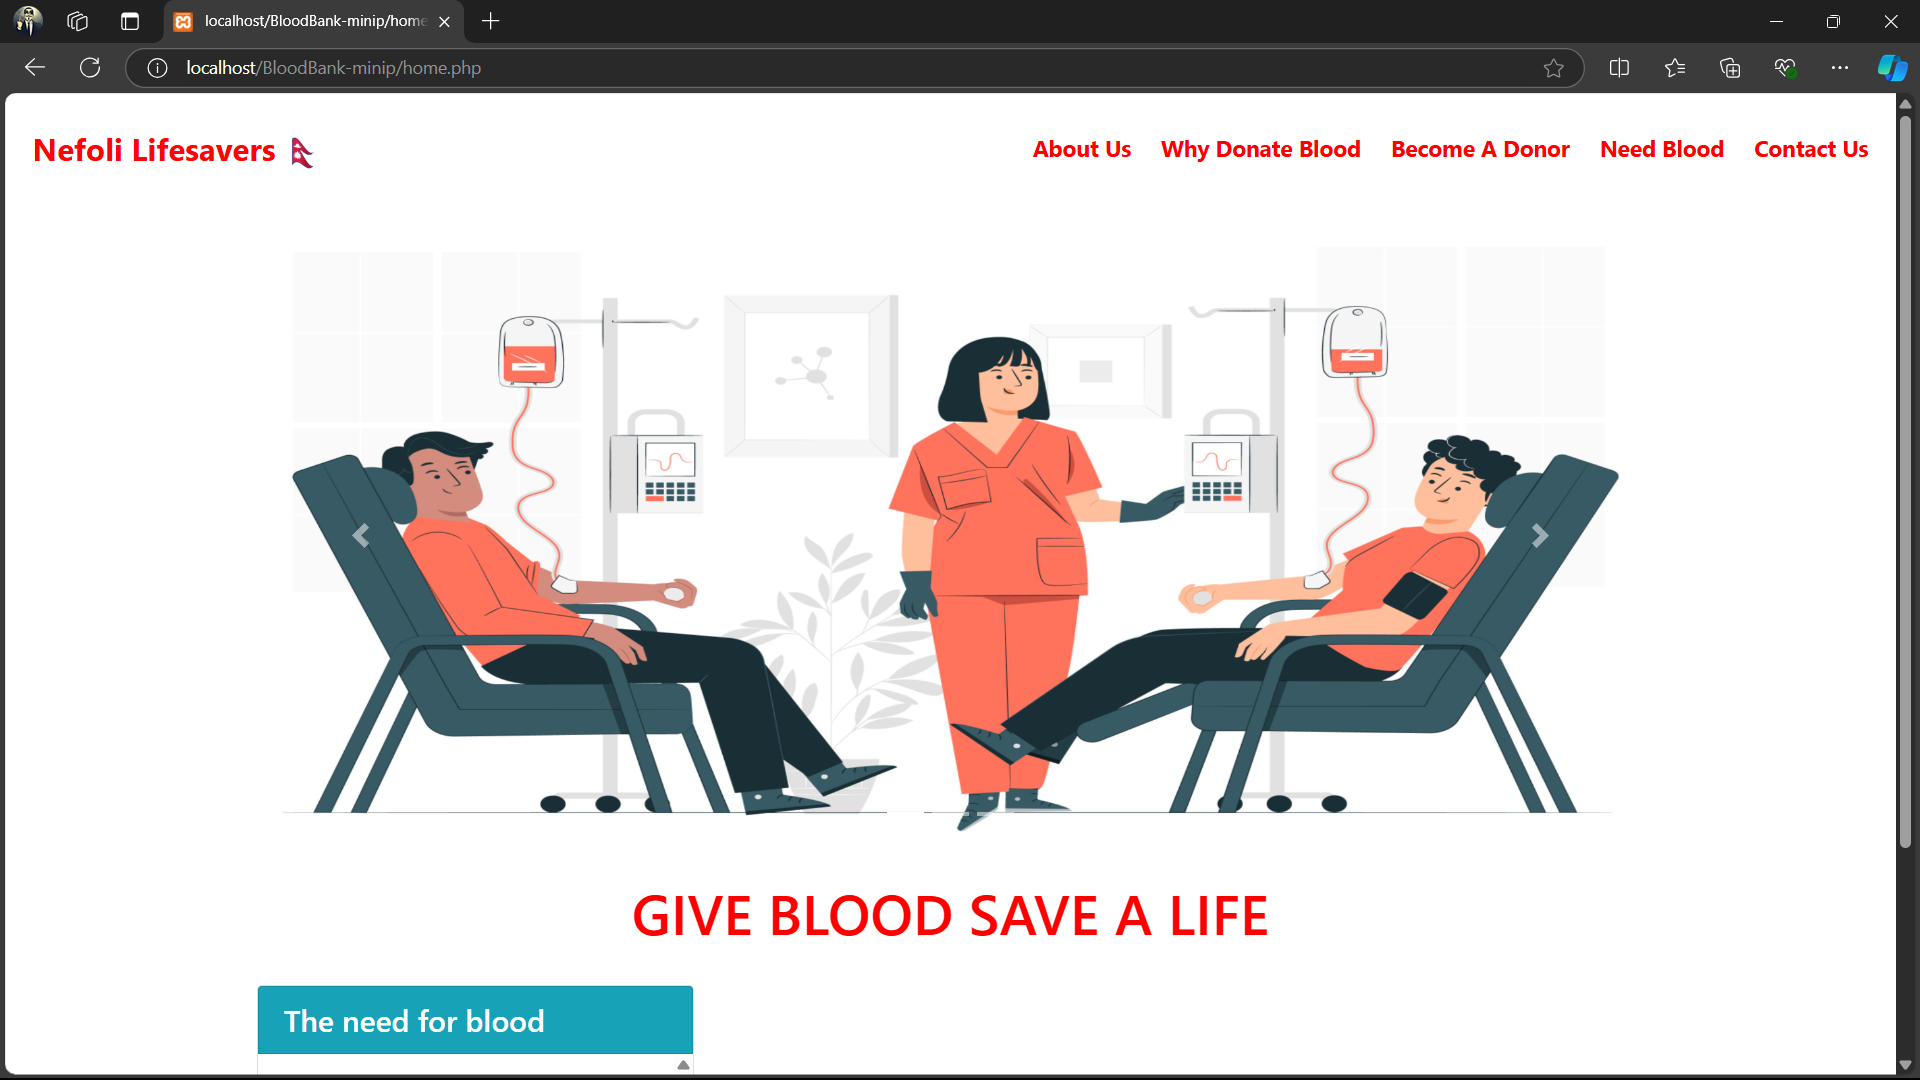 localhost/BloodBank-minip/home
localhost/BloodBank-minip/home.php
Nefoli Lifesavers 🇳🇵
About Us
Why Donate Blood
Become A Donor
Need Blood
Contact Us
GIVE BLOOD SAVE A LIFE
The need for blood